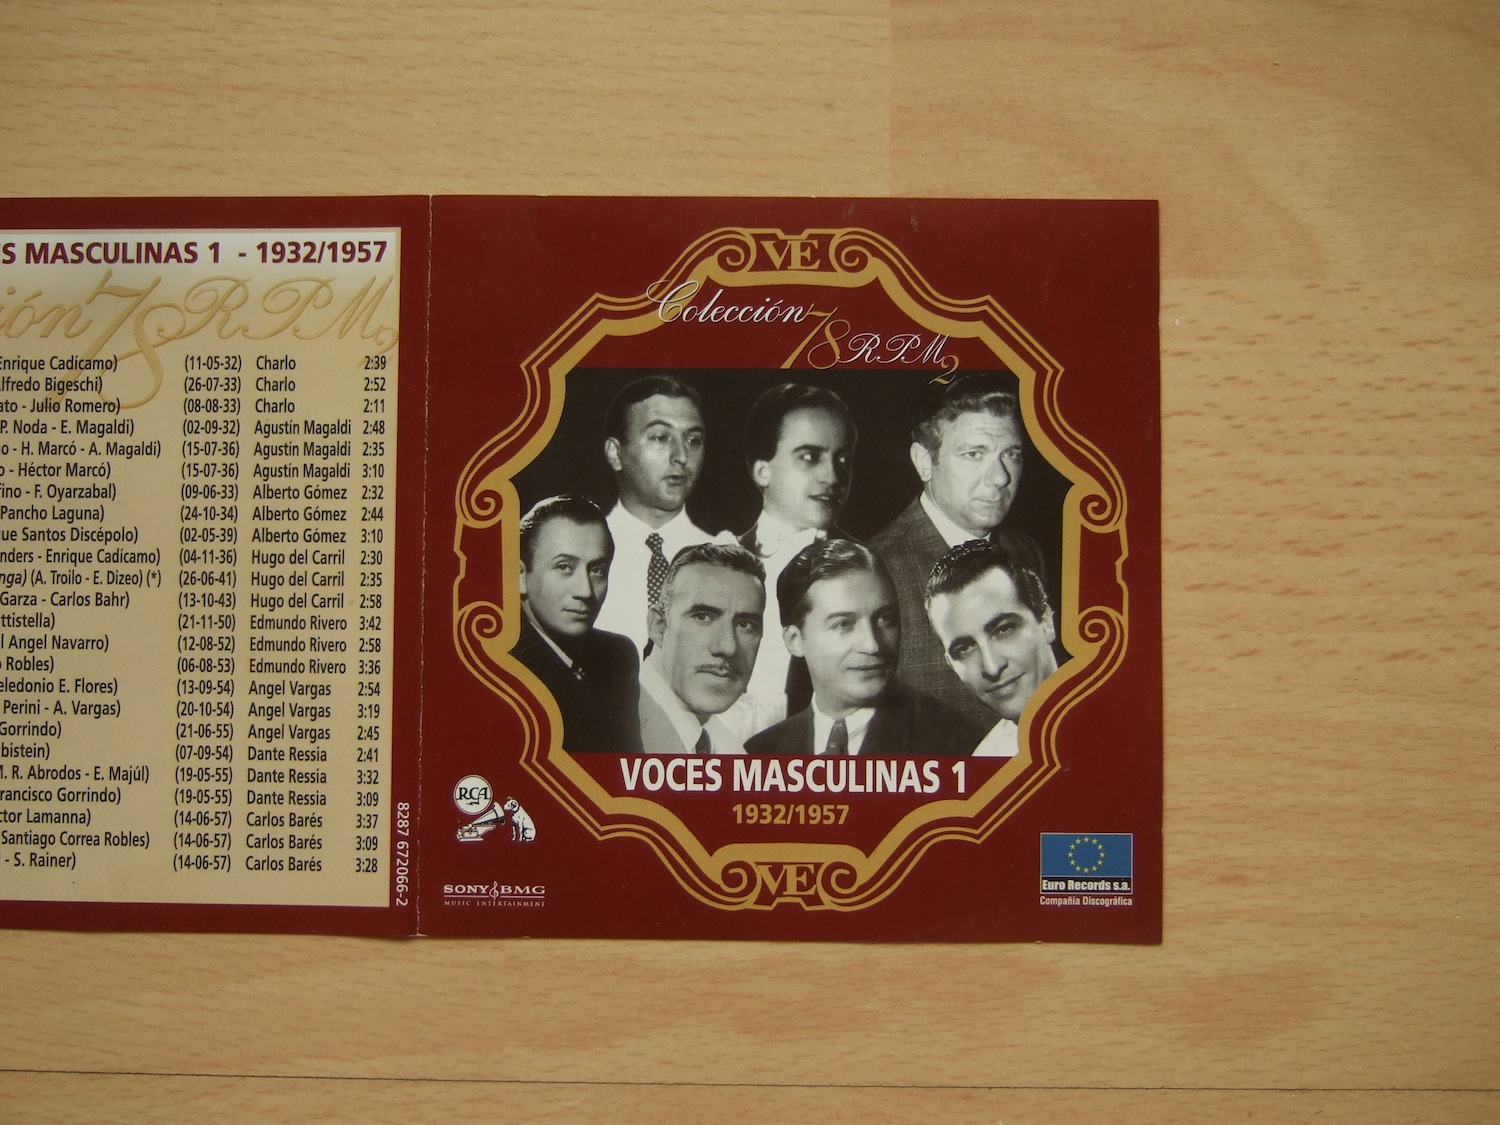 S MASCULINAS 1 - 1932/1957
ión 78 RPM 2
Enrique Cadícamo) (11-05-32) Charlo 2:39
lfredo Bigeschi) (26-07-33) Charlo 2:52
ato - Julio Romero) (08-08-33) Charlo 2:11
P. Noda - E. Magaldi) (02-09-32) Agustín Magaldi 2:48
o - H. Marcó - A. Magaldi) (15-07-36) Agustín Magaldi 2:35
o - Héctor Marcó) (15-07-36) Agustín Magaldi 3:10
fino - F. Oyarzabal) (09-06-33) Alberto Gómez 2:32
Pancho Laguna) (24-10-34) Alberto Gómez 2:44
que Santos Discépolo) (02-05-39) Alberto Gómez 3:10
nders - Enrique Cadícamo) (04-11-36) Hugo del Carril 2:30
nga) (A. Troilo - E. Dizeo) (*) (26-06-41) Hugo del Carril 2:35
Garza - Carlos Bahr) (13-10-43) Hugo del Carril 2:58
ttistella) (21-11-50) Edmundo Rivero 3:42
l Angel Navarro) (12-08-52) Edmundo Rivero 2:58
o Robles) (06-08-53) Edmundo Rivero 3:36
eledonio E. Flores) (13-09-54) Angel Vargas 2:54
Perini - A. Vargas) (20-10-54) Angel Vargas 3:19
Gorrindo) (21-06-55) Angel Vargas 2:45
bistein) (07-09-54) Dante Ressia 2:41
M. R. Abrodos - E. Majúl) (19-05-55) Dante Ressia 3:32
rancisco Gorrindo) (19-05-55) Dante Ressia 3:09
ctor Lamanna) (14-06-57) Carlos Barés 3:37
Santiago Correa Robles) (14-06-57) Carlos Barés 3:09
- S. Rainer) (14-06-57) Carlos Barés 3:28
8287 672066-2
VE
Colección 78 RPM 2
VOCES MASCULINAS 1
1932/1957
VE
RCA
SONY BMG
MUSIC ENTERTAINMENT
Euro Records s.a.
Compañia Discográfica